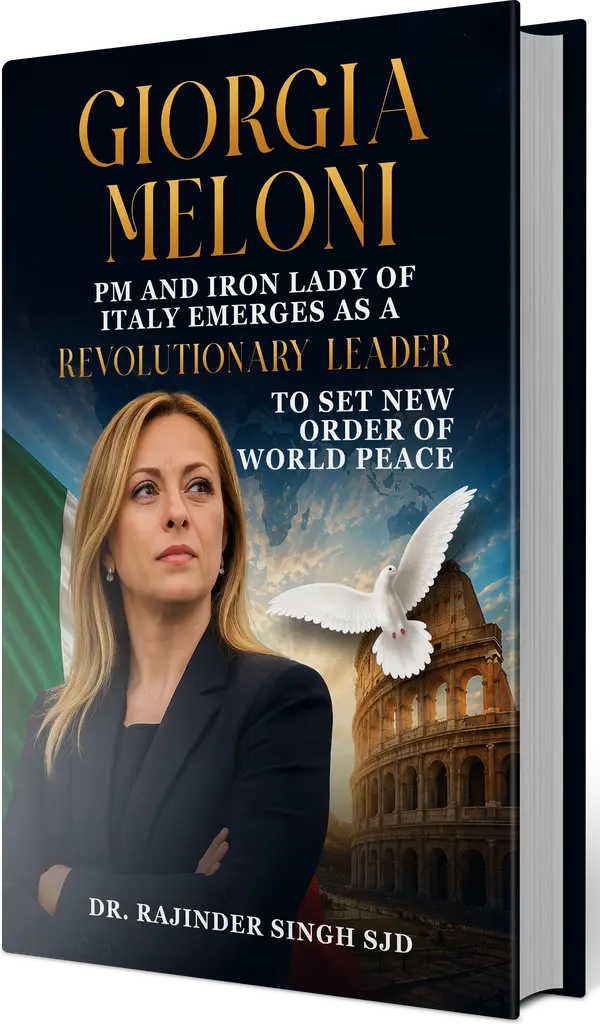 GIORGIA
MELONI
PM AND IRON LADY OF
ITALY EMERGES AS A
REVOLUTIONARY LEADER
TO SET NEW
ORDER OF
WORLD PEACE
DR. RAJINDER SINGH SJD